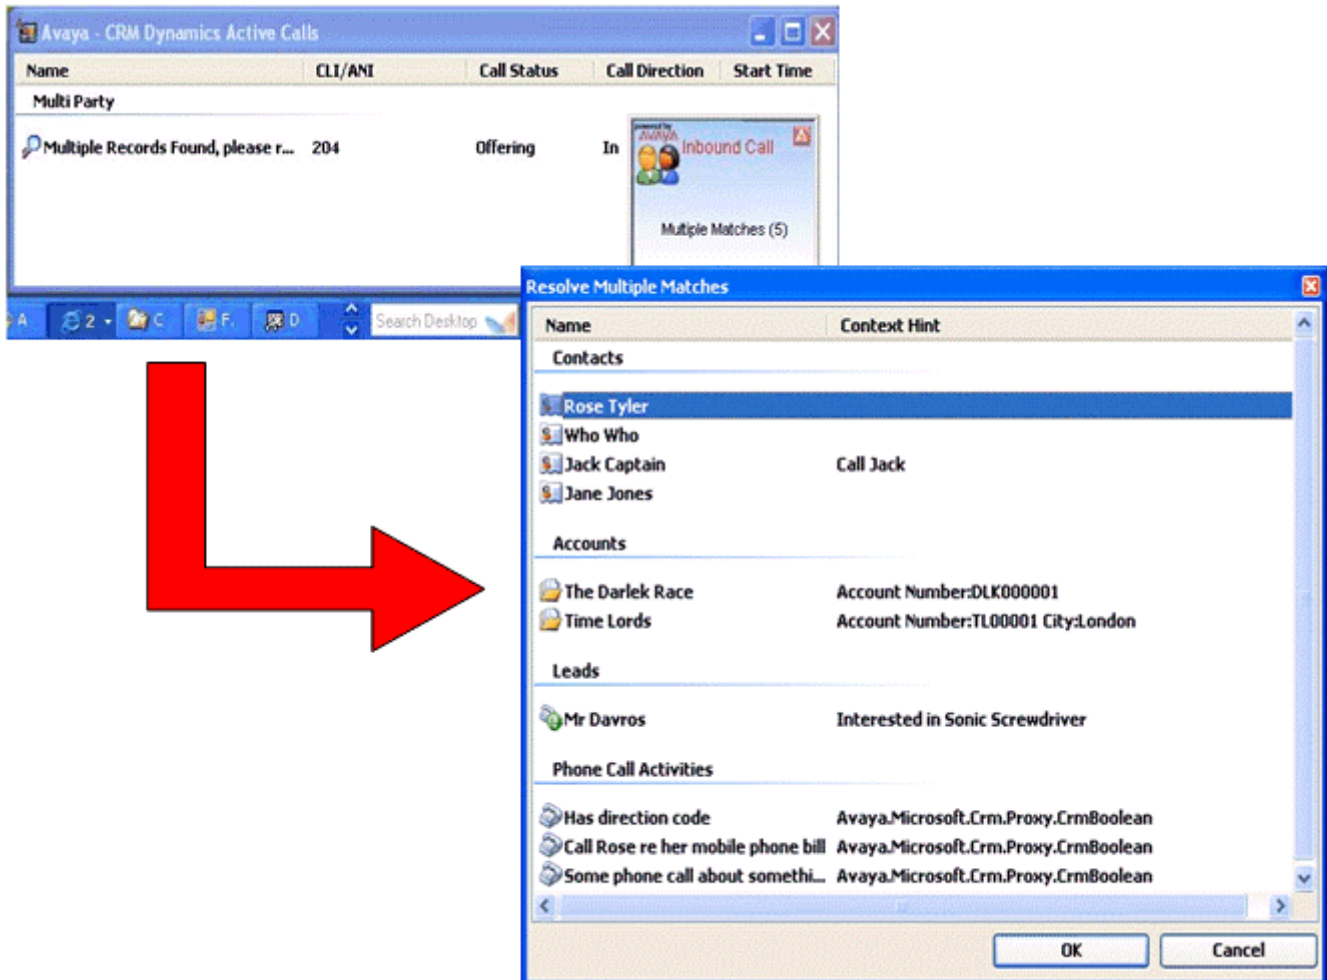 Avaya - CRM Dynamics Active Calls
Name CLI/ANI Call Status Call Direction Start Time
Multi Party
Multiple Records Found, please r... 204 Offering In
powered by
AVAYA
Inbound Call
Multiple Matches (5)
A 2 C F. D Search Desktop
Resolve Multiple Matches
Name Context Hint
Contacts
Rose Tyler
Who Who
Jack Captain Call Jack
Jane Jones
Accounts
The Darlek Race Account Number:DLK000001
Time Lords Account Number:TL00001 City:London
Leads
Mr Davros Interested in Sonic Screwdriver
Phone Call Activities
Has direction code Avaya.Microsoft.Crm.Proxy.CrmBoolean
Call Rose re her mobile phone bill Avaya.Microsoft.Crm.Proxy.CrmBoolean
Some phone call about somethi... Avaya.Microsoft.Crm.Proxy.CrmBoolean
OK Cancel